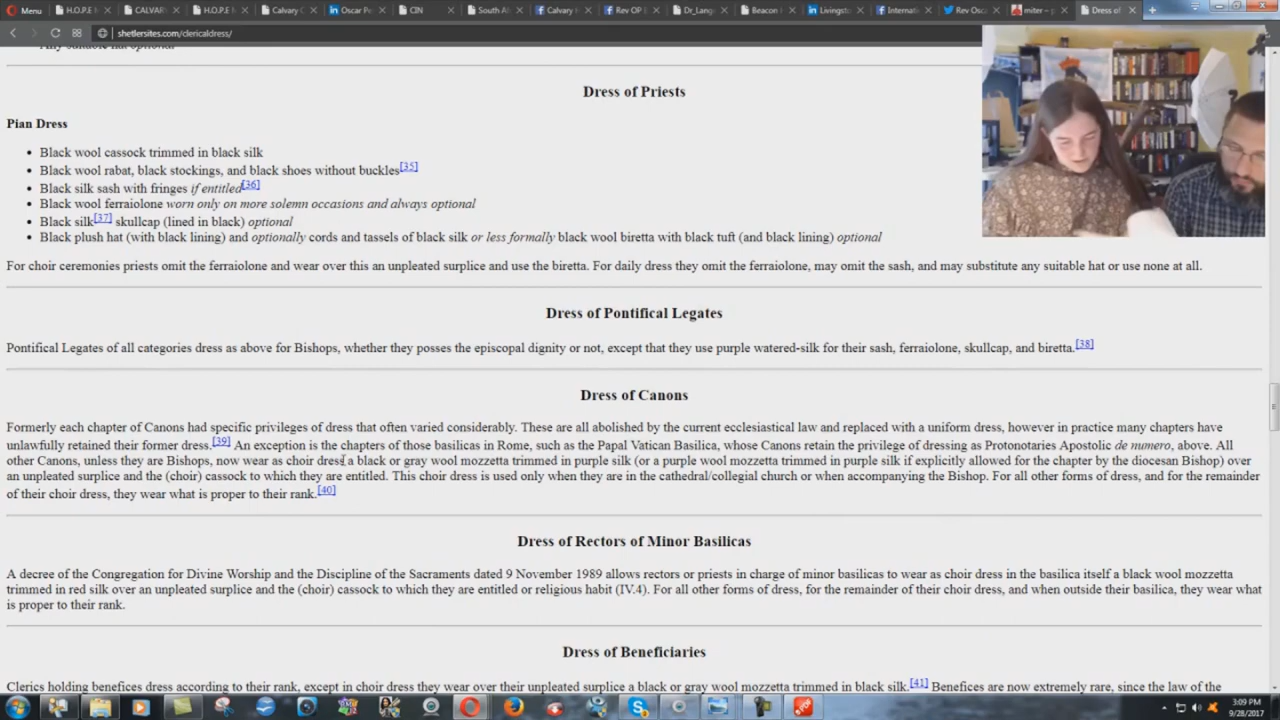 Menu
H.O.P.E M
CALVAR
H.O.P.E M
Calvary C
Oscar Pe
CIN
South Af
Calvary
Rev OP
Dr_Lang
Beacon
Livingst
Internati
Rev Osc
miter –
Dress of
shetlersites.com/clericaldress/
Any suitable hat optional
Dress of Priests
Pian Dress
• Black wool cassock trimmed in black silk
• Black wool rabat, black stockings, and black shoes without buckles[35]
• Black silk sash with fringes if entitled[36]
• Black wool ferraiolone worn only on more solemn occasions and always optional
• Black silk[37] skullcap (lined in black) optional
• Black plush hat (with black lining) and optionally cords and tassels of black silk or less formally black wool biretta with black tuft (and black lining) optional
For choir ceremonies priests omit the ferraiolone and wear over this an unpleated surplice and use the biretta. For daily dress they omit the ferraiolone, may omit the sash, and may substitute any suitable hat or use none at all.
Dress of Pontifical Legates
Pontifical Legates of all categories dress as above for Bishops, whether they posses the episcopal dignity or not, except that they use purple watered-silk for their sash, ferraiolone, skullcap, and biretta.[38]
Dress of Canons
Formerly each chapter of Canons had specific privileges of dress that often varied considerably. These are all abolished by the current ecclesiastical law and replaced with a uniform dress, however in practice many chapters have
unlawfully retained their former dress.[39] An exception is the chapters of those basilicas in Rome, such as the Papal Vatican Basilica, whose Canons retain the privilege of dressing as Protonotaries Apostolic de numero, above. All
other Canons, unless they are Bishops, now wear as choir dress a black or gray wool mozzetta trimmed in purple silk (or a purple wool mozzetta trimmed in purple silk if explicitly allowed for the chapter by the diocesan Bishop) over
an unpleated surplice and the (choir) cassock to which they are entitled. This choir dress is used only when they are in the cathedral/collegial church or when accompanying the Bishop. For all other forms of dress, and for the remainder
of their choir dress, they wear what is proper to their rank.[40]
Dress of Rectors of Minor Basilicas
A decree of the Congregation for Divine Worship and the Discipline of the Sacraments dated 9 November 1989 allows rectors or priests in charge of minor basilicas to wear as choir dress in the basilica itself a black wool mozzetta
trimmed in red silk over an unpleated surplice and the (choir) cassock to which they are entitled or religious habit (IV.4). For all other forms of dress, for the remainder of their choir dress, and when outside their basilica, they wear what
is proper to their rank.
Dress of Beneficiaries
Clerics holding benefices dress according to their rank, except in choir dress they wear over their unpleated surplice a black or gray wool mozzetta trimmed in black silk.[41] Benefices are now extremely rare, since the law of the
3:09 PM
9/28/2017